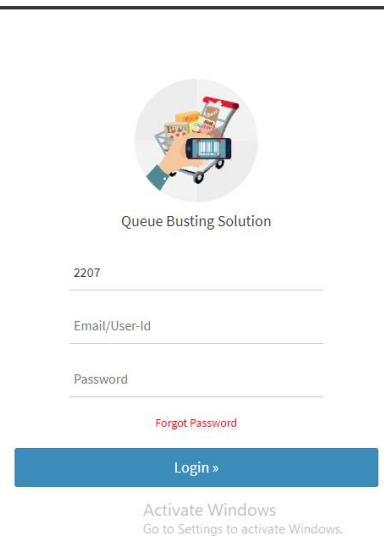 Queue Busting Solution
2207
Email/User-Id
Password
Forgot Password
Login »
Activate Windows
Go to Settings to activate Windows.